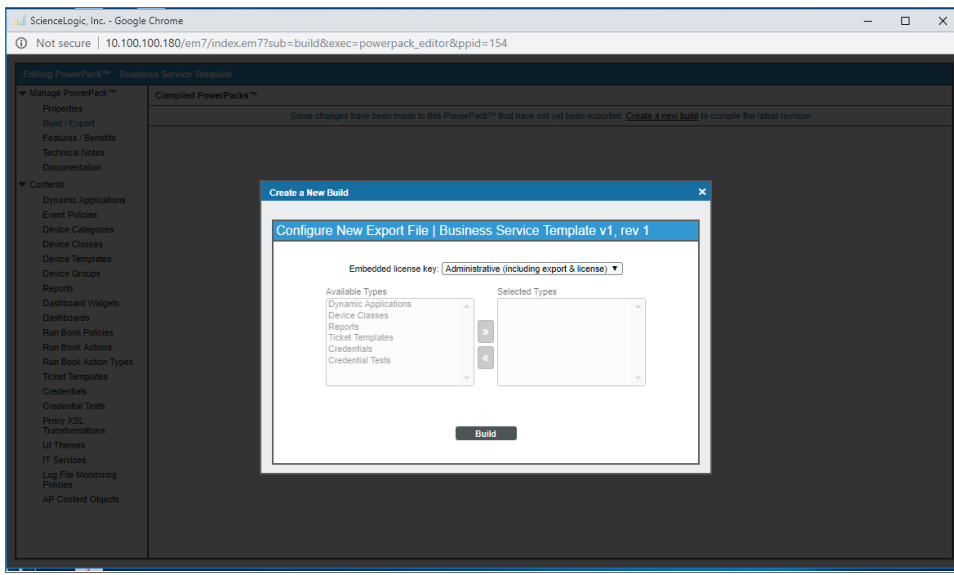 ScienceLogic, Inc. - Google Chrome
Not secure | 10.100.100.180/em7/index.em7?sub=build&exec=powerpack_editor&ppid=154
Editing PowerPack™ Business Service Template
Manage PowerPack™
Properties
Build / Export
Features / Benefits
Technical Notes
Documentation
Contents
Dynamic Applications
Event Policies
Device Categories
Device Classes
Device Templates
Device Groups
Reports
Dashboard Widgets
Dashboards
Run Book Policies
Run Book Actions
Run Book Action Types
Ticket Templates
Credentials
Credential Tests
Proxy XSL
Transformations
UI Themes
IT Services
Log File Monitoring
Policies
AP Content Objects
Compiled PowerPacks™
Some changes have been made to this PowerPack™ that have not yet been exported. Create a new build to compile the latest revision
Create a New Build
Configure New Export File | Business Service Template v1, rev 1
Embedded license key: Administrative (including export & license)
Available Types
Dynamic Applications
Device Classes
Reports
Ticket Templates
Credentials
Credential Tests
Selected Types
»
«
Build